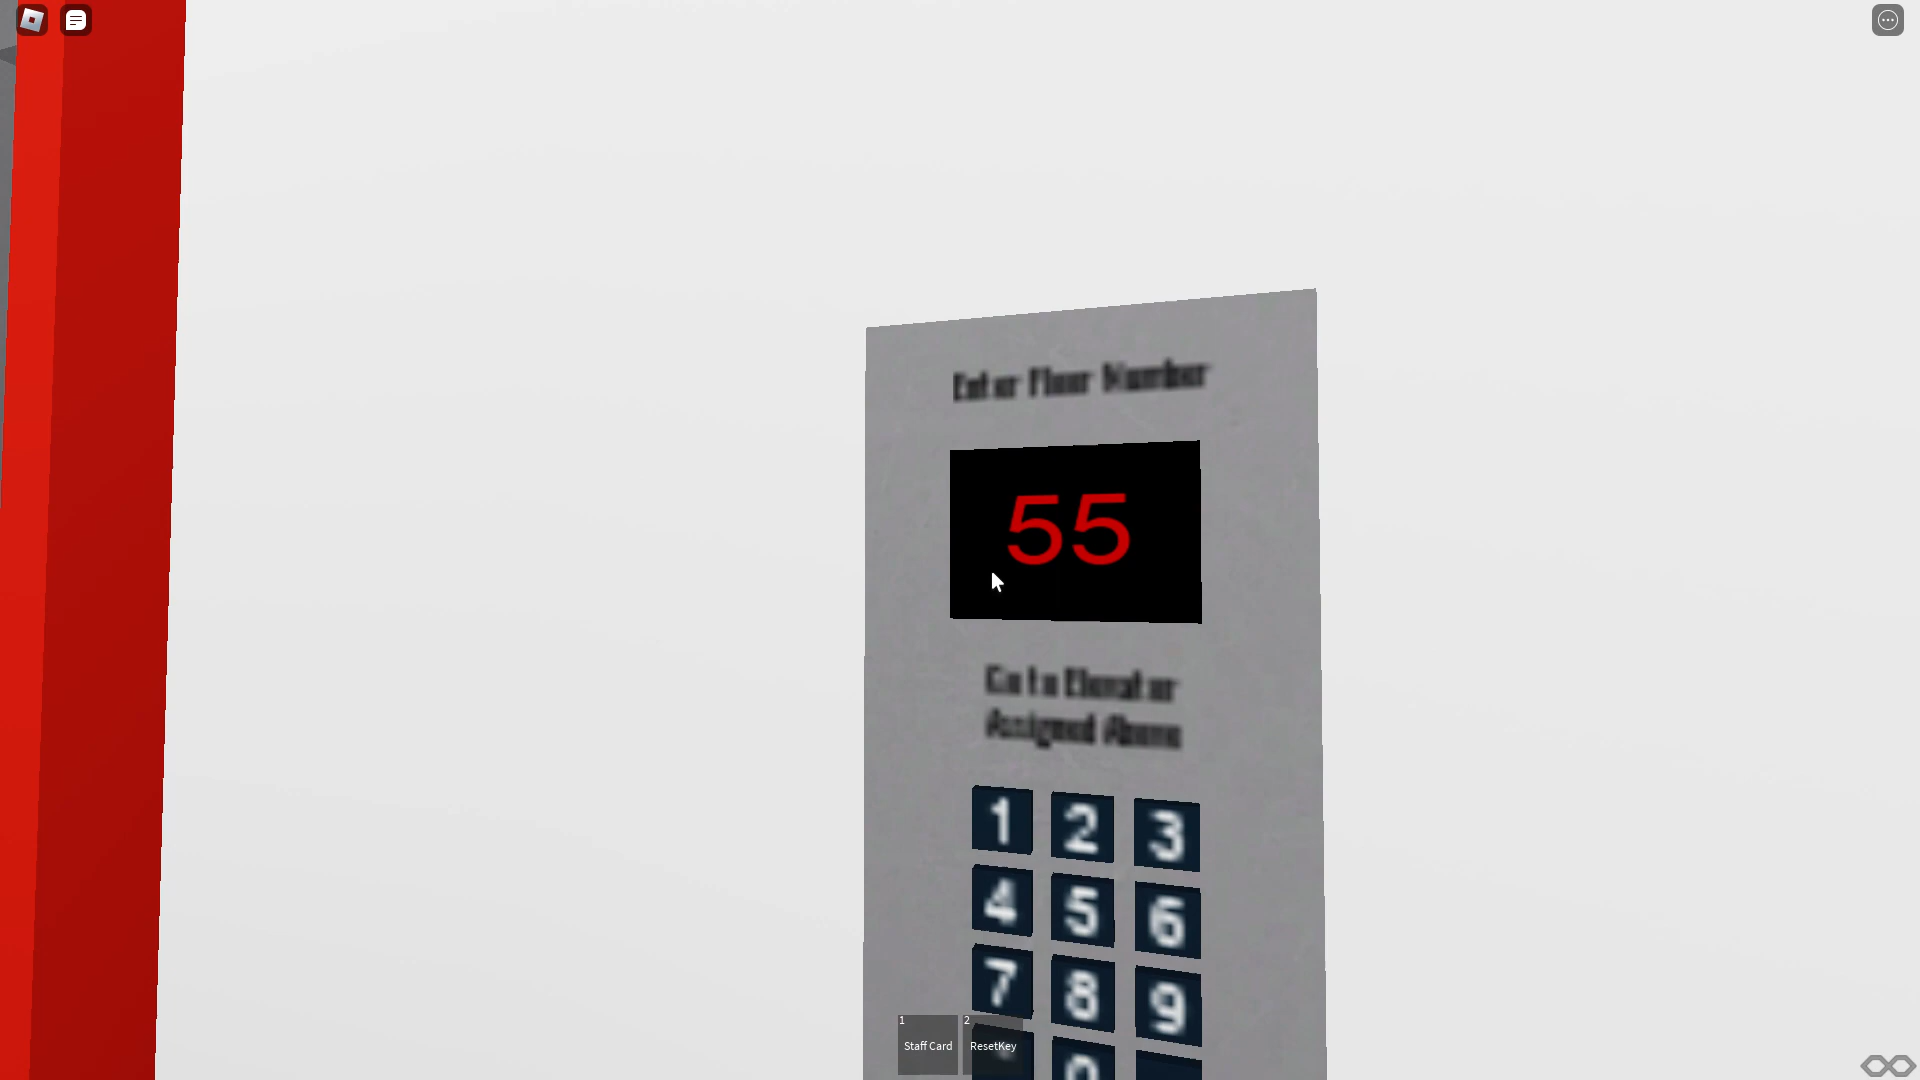 Enter Floor Number
55
Go to Elevator
Assigned Above
1 2 3
4 5 6
7 8 9
0
1 2
Staff Card ResetKey